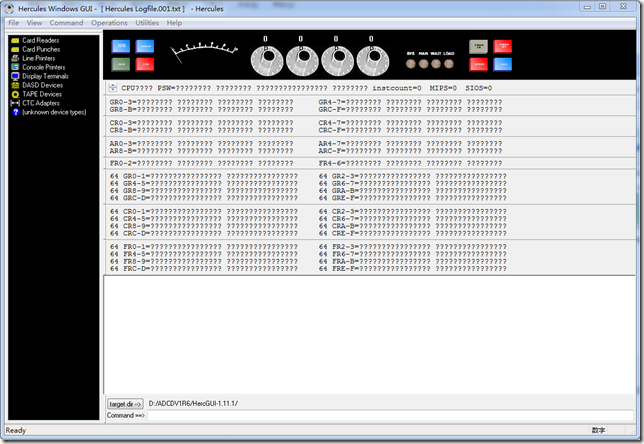 Hercules Windows GUI - [ Hercules Logfile.001.txt ] - Hercules
File View Command Operations Utilities Help
Card Readers
Card Punches
Line Printers
Console Printers
Display Terminals
DASD Devices
TAPE Devices
CTC Adapters
(unknown device types)
0 0 0 0
SYS MAN WAIT LOAD
CPU???? PSW=???????? ???????? ???????????????? ???????? instcount=0 MIPS=0 SIOS=0
GR0-3=???????? ???????? ???????? GR4-7=???????? ???????? ????????
GR8-B=???????? ???????? ???????? GRC-F=???????? ???????? ????????
CR0-3=???????? ???????? ???????? CR4-7=???????? ???????? ????????
CR8-B=???????? ???????? ???????? CRC-F=???????? ???????? ????????
AR0-3=???????? ???????? ???????? AR4-7=???????? ???????? ????????
AR8-B=???????? ???????? ???????? ARC-F=???????? ???????? ????????
FR0-2=???????? ???????? ???????? FR4-6=???????? ???????? ????????
64 GR0-1=???????????????? ???????????????? 64 GR2-3=???????????????? ????????????????
64 GR4-5=???????????????? ???????????????? 64 GR6-7=???????????????? ????????????????
64 GR8-9=???????????????? ???????????????? 64 GRA-B=???????????????? ????????????????
64 GRC-D=???????????????? ???????????????? 64 GRE-F=???????????????? ????????????????
64 CR0-1=???????????????? ???????????????? 64 CR2-3=???????????????? ????????????????
64 CR4-5=???????????????? ???????????????? 64 CR6-7=???????????????? ????????????????
64 CR8-9=???????????????? ???????????????? 64 CRA-B=???????????????? ????????????????
64 CRC-D=???????????????? ???????????????? 64 CRE-F=???????????????? ????????????????
64 FR0-1=???????????????? ???????????????? 64 FR2-3=???????????????? ????????????????
64 FR4-5=???????????????? ???????????????? 64 FR6-7=???????????????? ????????????????
64 FR8-9=???????????????? ???????????????? 64 FRA-B=???????????????? ????????????????
64 FRC-D=???????????????? ???????????????? 64 FRE-F=???????????????? ????????????????
target dir --> D:/ADCDV1R6/HercGUI-1.11.1/
Command ==>
Ready 数字